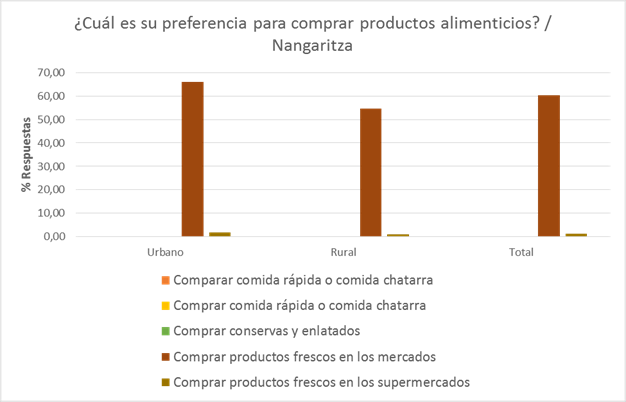 ¿Cuál es su preferencia para comprar productos alimenticios? /
Nangaritza
70,00
60,00
50,00
40,00
30,00
20,00
10,00
0,00
% Respuestas
Urbano
Rural
Total
Comparar comida rápida o comida chatarra
Comprar comida rápida o comida chatarra
Comprar conservas y enlatados
Comprar productos frescos en los mercados
Comprar productos frescos en los supermercados